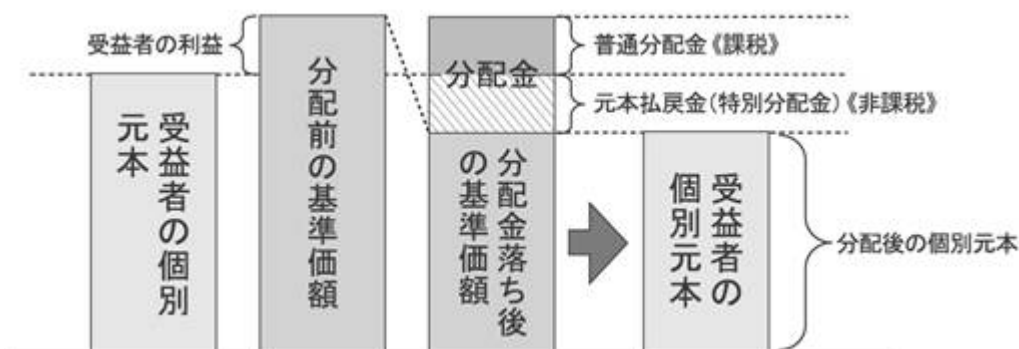 受益者の利益
受益者の個別
元本
分配前の基準価額
分配金
分配金落ち後
の基準価額
普通分配金《課税》
元本払戻金(特別分配金)《非課税》
受益者の
個別元本
分配後の個別元本